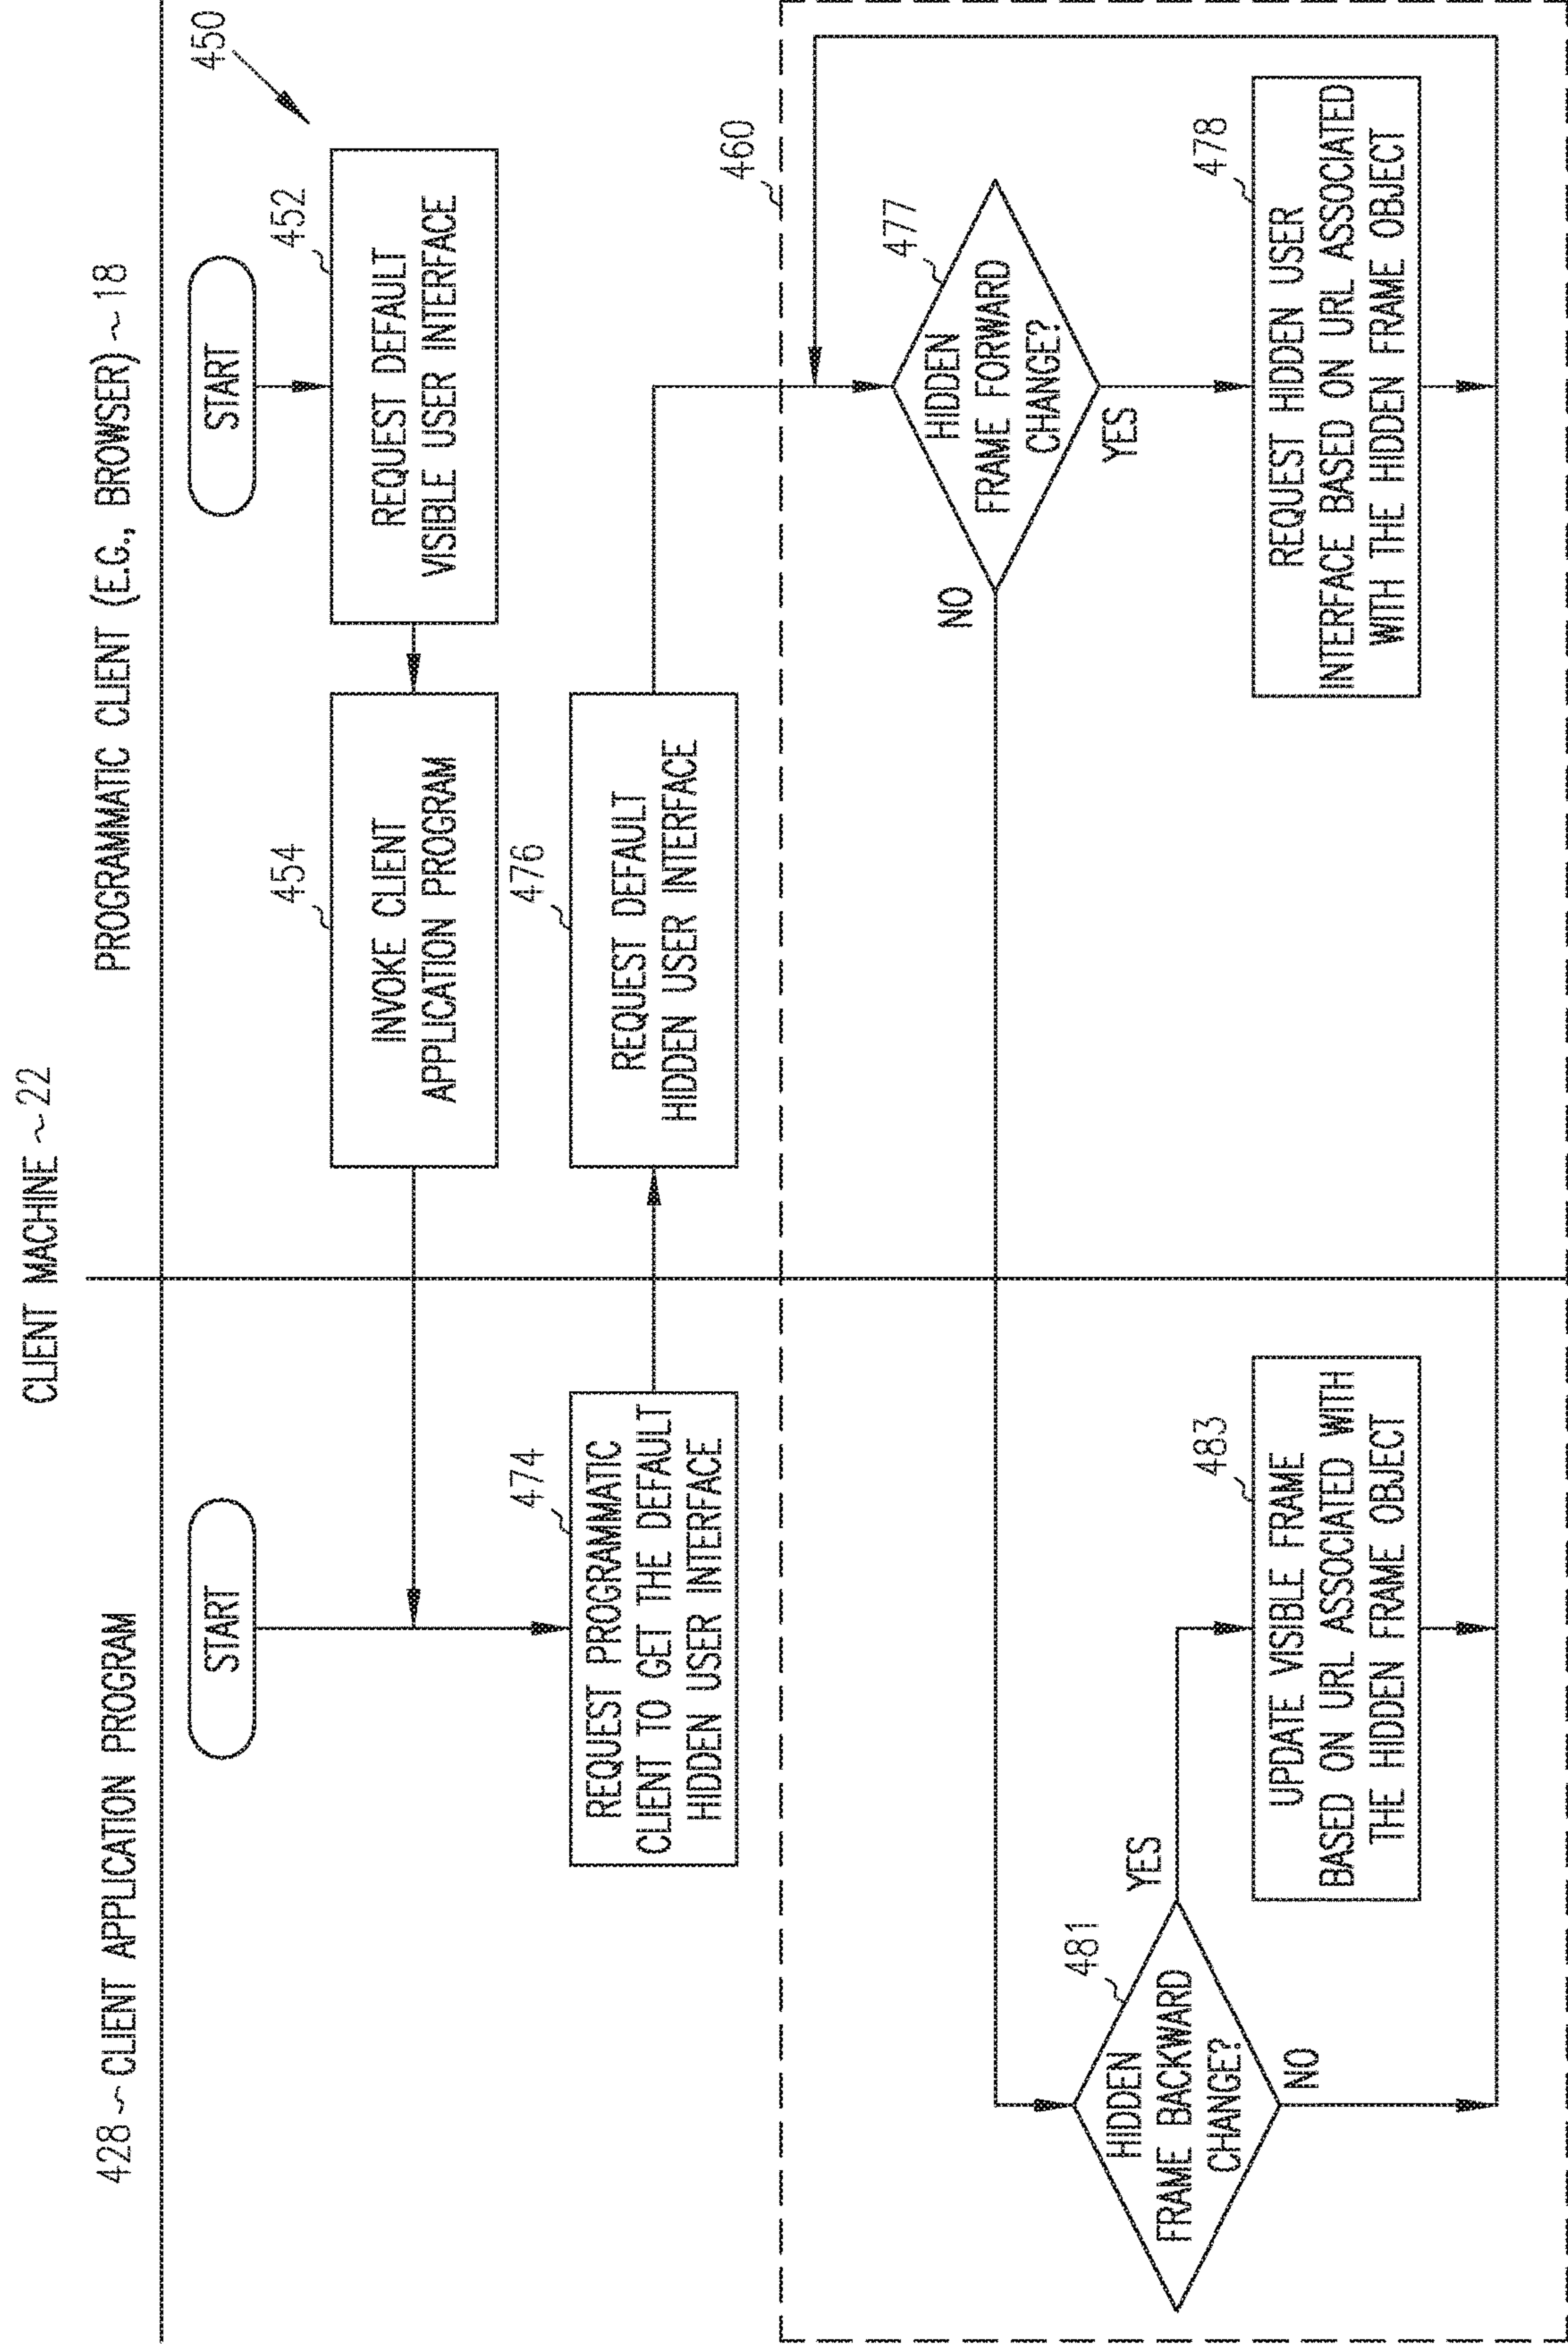 CLIENT MACHINE ~ 22
428 ~ CLIENT APPLICATION PROGRAM
PROGRAMMATIC CLIENT (E.G., BROWSER) ~ 18
450
START
START
452
REQUEST DEFAULT
VISIBLE USER INTERFACE
454
INVOKE CLIENT
APPLICATION PROGRAM
474
REQUEST PROGRAMMATIC
CLIENT TO GET THE DEFAULT
HIDDEN USER INTERFACE
476
REQUEST DEFAULT
HIDDEN USER INTERFACE
460
477
HIDDEN
FRAME FORWARD
CHANGE?
NO
YES
478
REQUEST HIDDEN USER
INTERFACE BASED ON URL ASSOCIATED
WITH THE HIDDEN FRAME OBJECT
481
HIDDEN
FRAME BACKWARD
CHANGE?
YES
NO
483
UPDATE VISIBLE FRAME
BASED ON URL ASSOCIATED WITH
THE HIDDEN FRAME OBJECT